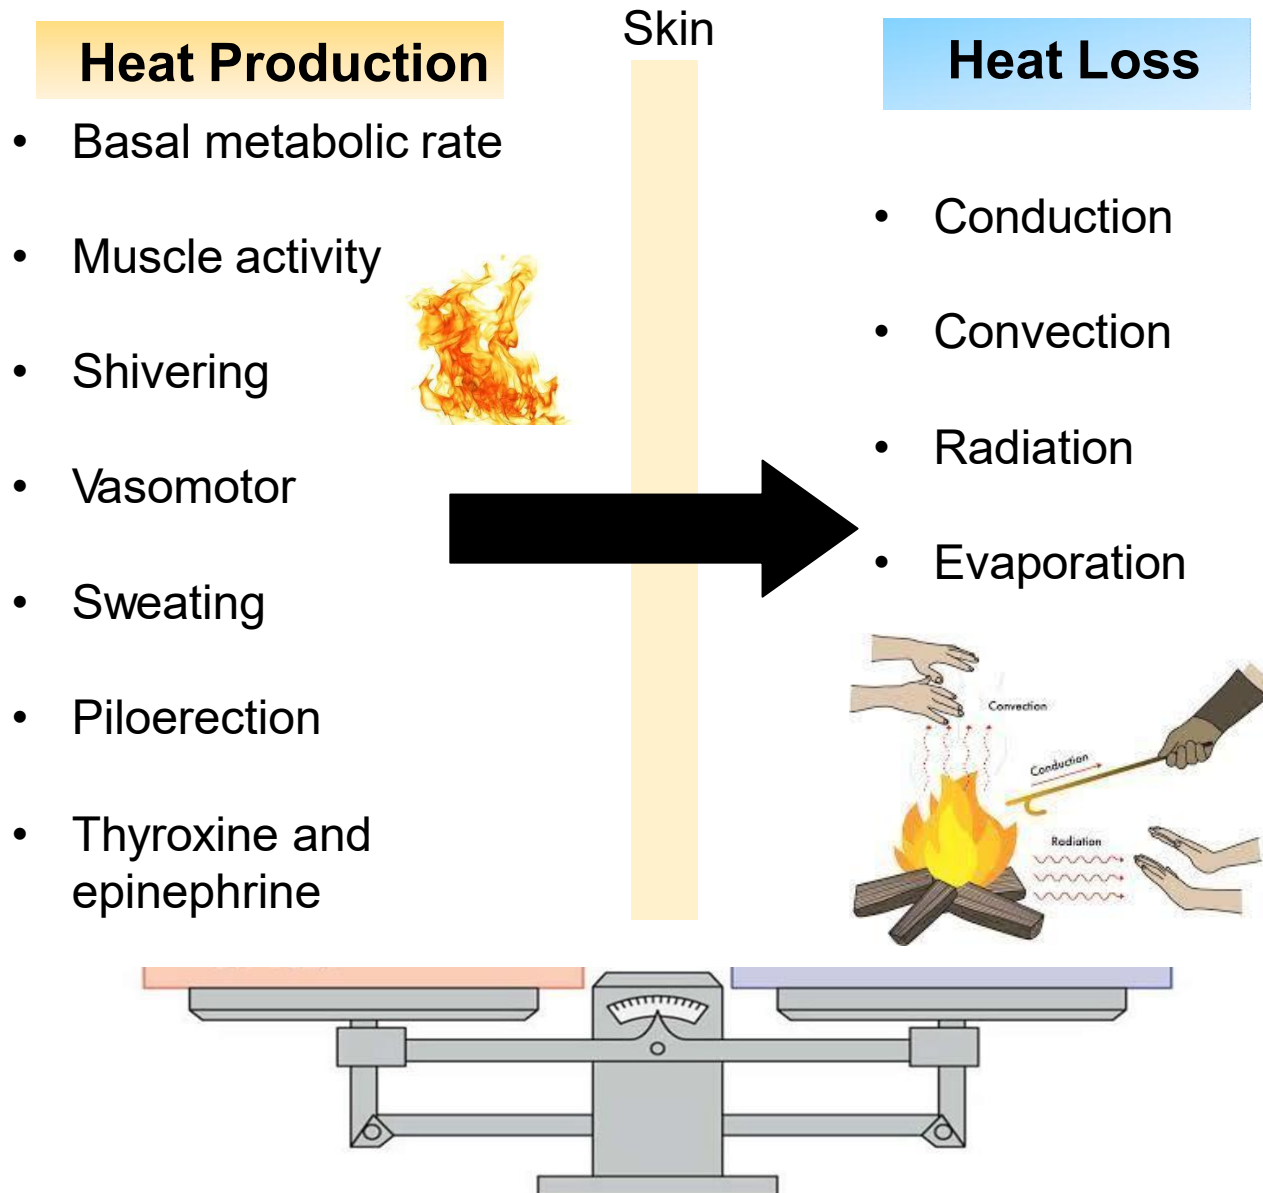 Skin
Heat Production
• Basal metabolic rate
• Muscle activity
• Shivering
• Vasomotor
• Sweating
• Piloerection
• Thyroxine and
epinephrine
Heat Loss
• Conduction
• Convection
• Radiation
• Evaporation
Convection
Conduction
Radiation